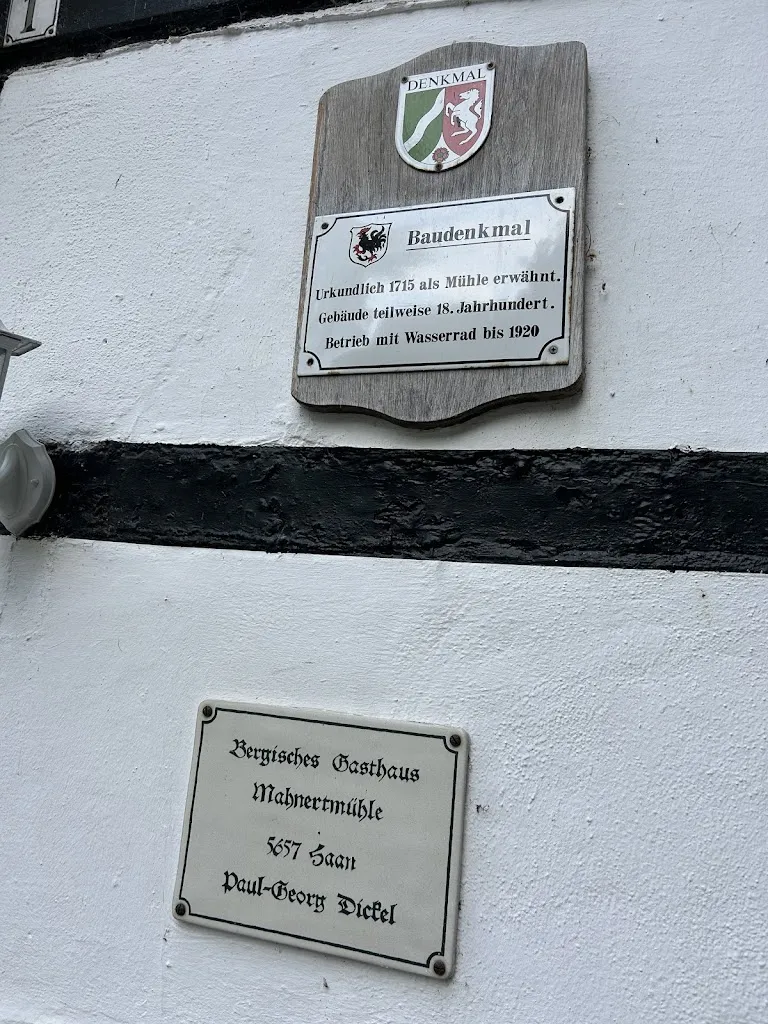 1
DENKMAL
Baudenkmal
Urkundlich 1715 als Mühle erwähnt.
Gebäude teilweise 18. Jahrhundert.
Betrieb mit Wasserrad bis 1920
Bergisches Gasthaus
Mahnertmühle
5657 Haan
Paul-Georg Dickel